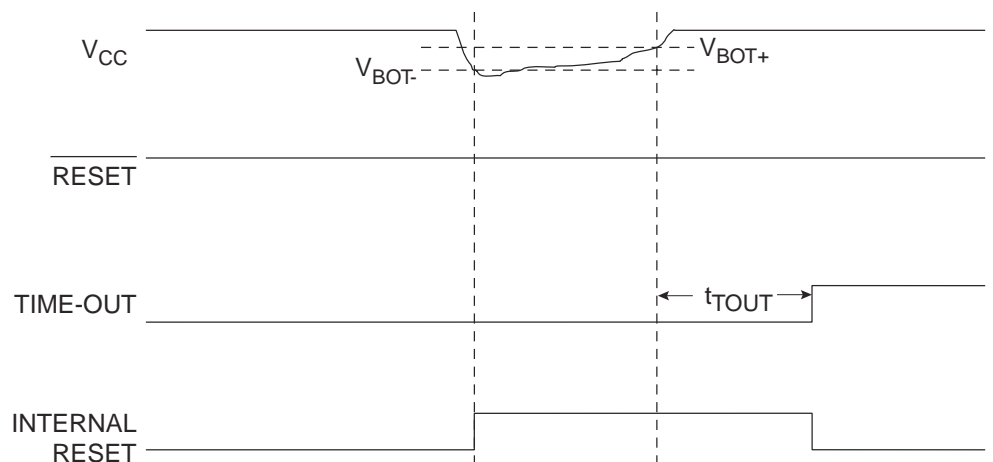 VCC
VBOT-
VBOT+
RESET
TIME-OUT
tTOUT
INTERNAL
RESET